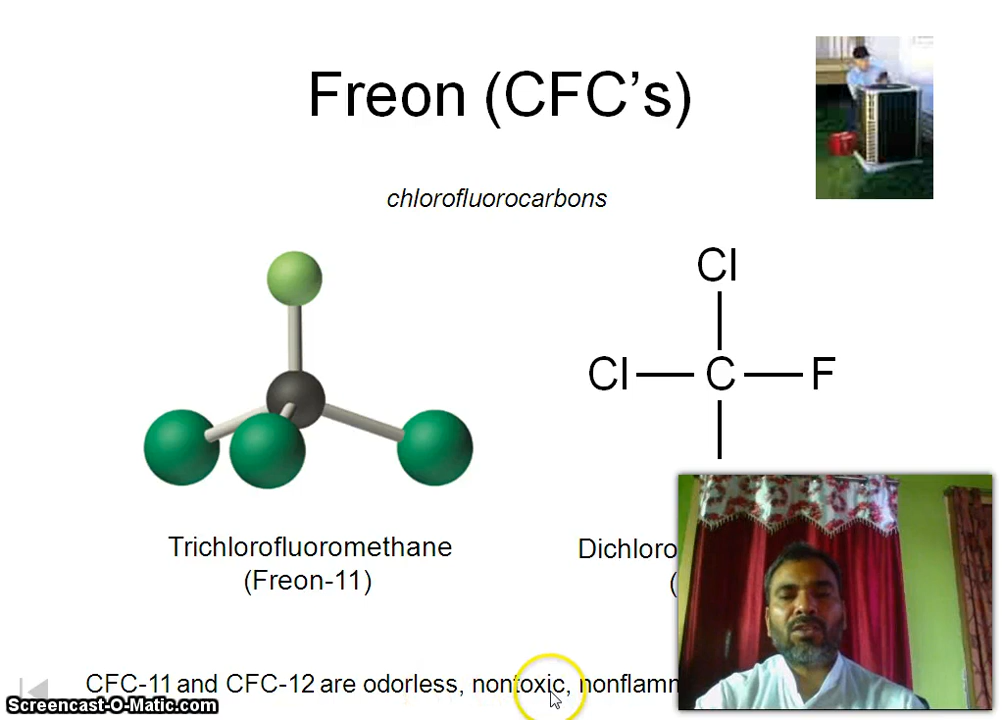 Freon (CFC’s)
chlorofluorocarbons
Cl
Cl C F
Trichlorofluoromethane
(Freon-11)
Dichloro
(
CFC-11 and CFC-12 are odorless, nontoxic, nonflamm
Screencast-O-Matic.com